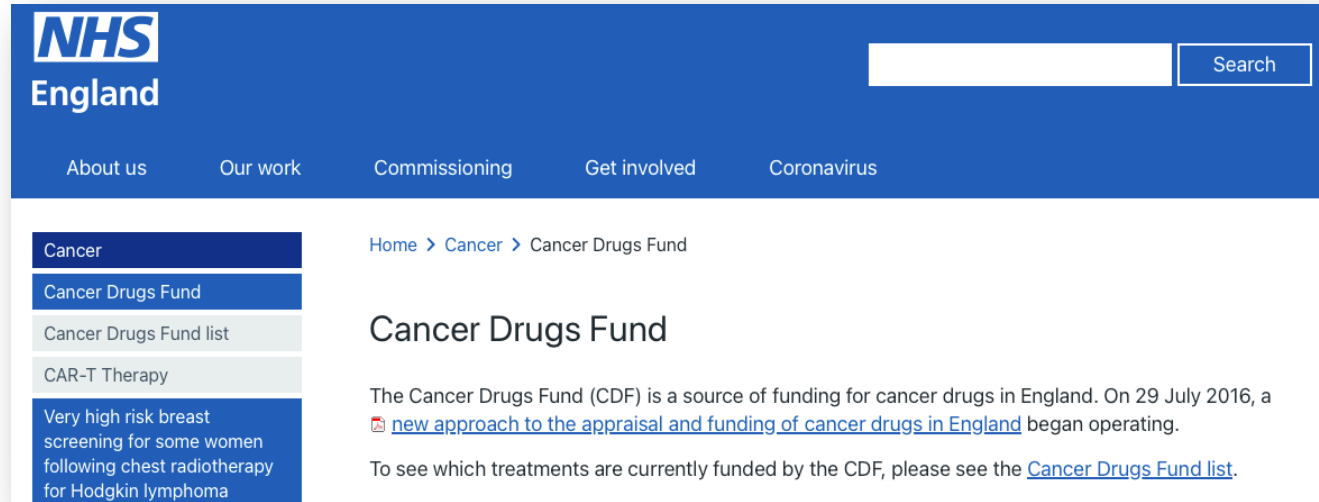 NHS
England
Search
About us
Our work
Commissioning
Get involved
Coronavirus
Cancer
Cancer Drugs Fund
Cancer Drugs Fund list
CAR-T Therapy
Very high risk breast
screening for some women
following chest radiotherapy
for Hodgkin lymphoma
Home > Cancer > Cancer Drugs Fund
Cancer Drugs Fund
The Cancer Drugs Fund (CDF) is a source of funding for cancer drugs in England. On 29 July 2016, a
new approach to the appraisal and funding of cancer drugs in England began operating.
To see which treatments are currently funded by the CDF, please see the Cancer Drugs Fund list.